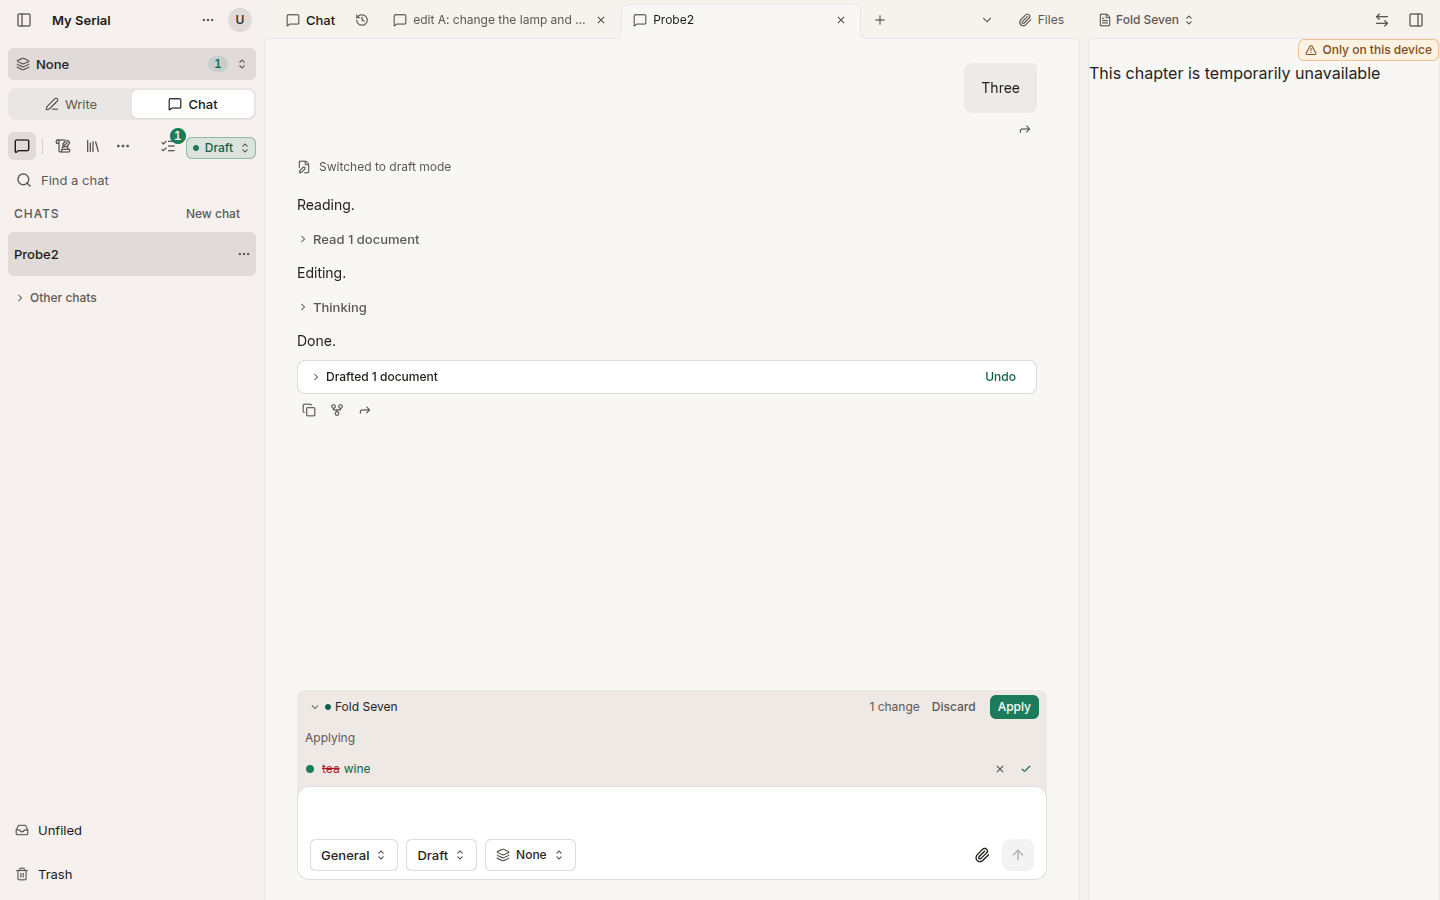 My Serial
U
None
1
Write
Chat
1
Draft
Find a chat
CHATS
New chat
Probe2
Other chats
Unfiled
Trash
Chat
edit A: change the lamp and ...
Probe2
Files
Three
Switched to draft mode
Reading.
Read 1 document
Editing.
Thinking
Done.
Drafted 1 document
Undo
Fold Seven
1 change
Discard
Apply
Applying
tea wine
General
Draft
None
Fold Seven
Only on this device
This chapter is temporarily unavailable